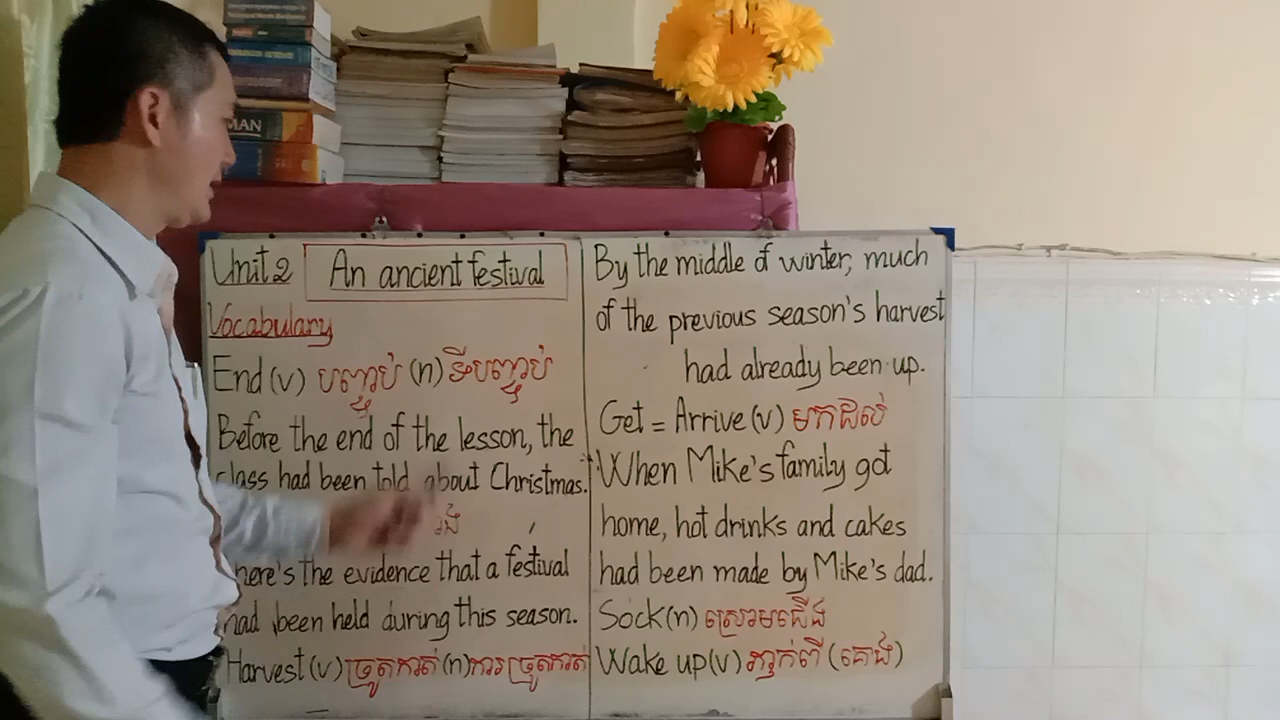 MAN
Unit 2
An ancient festival
Vocabulary
End (v) បញ្ចប់ (n) ទីបញ្ចប់
Before the end of the lesson, the
class had been told about Christmas.
here's the evidence that a festival
had been held during this season.
Harvest (v) ច្រូតកាត់ (n) ការច្រូតកាត់
By the middle of winter, much
of the previous season's harvest
had already been up.
Get = Arrive (v) មកដល់
When Mike's family got
home, hot drinks and cakes
had been made by Mike's dad.
Sock (n) ស្រោមជើង
Wake up (v) ភ្ញាក់ពី (គេង)